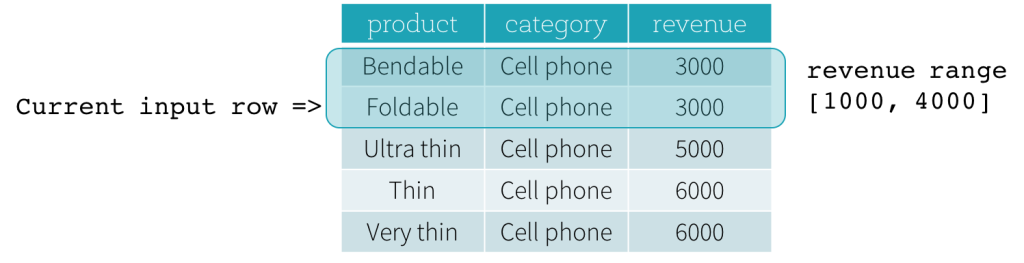 product category revenue
Bendable Cell phone 3000
Current input row => Foldable Cell phone 3000
revenue range
[1000, 4000]
Ultra thin Cell phone 5000
Thin Cell phone 6000
Very thin Cell phone 6000